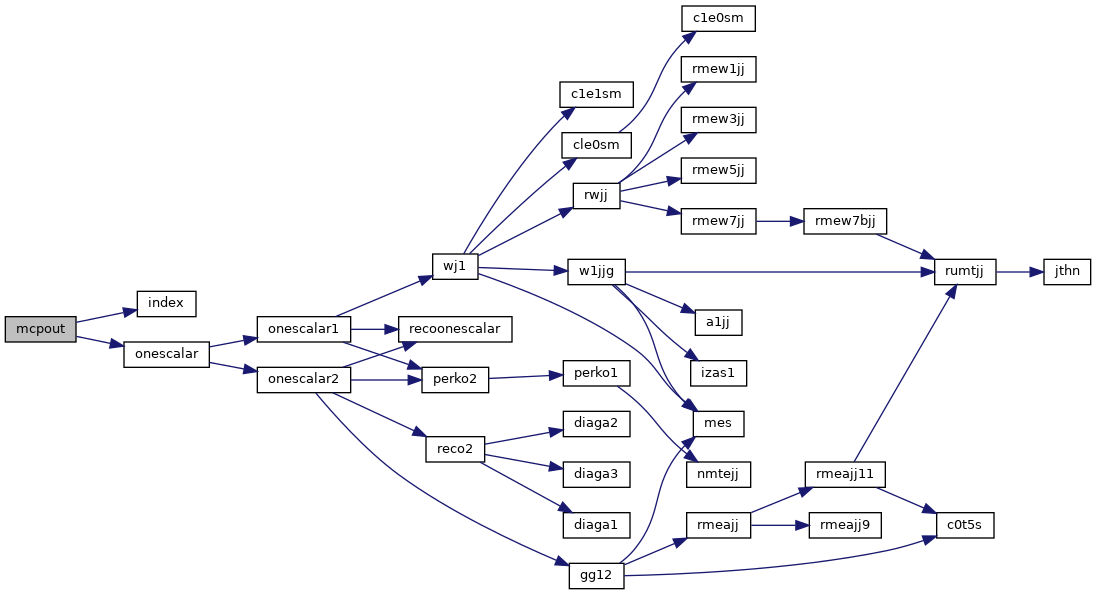 c1e0sm
rmew1jj
c1e1sm
rmew3jj
cle0sm
rmew5jj
rwjj
rmew7jj
rmew7bjj
wj1
w1jjg
rumtjj
jthn
index
mcpout
onescalar1
recoonescalar
a1jj
onescalar
onescalar2
perko2
perko1
izas1
diaga2
mes
reco2
diaga3
nmtejj
rmeajj11
diaga1
rmeajj
rmeajj9
c0t5s
gg12